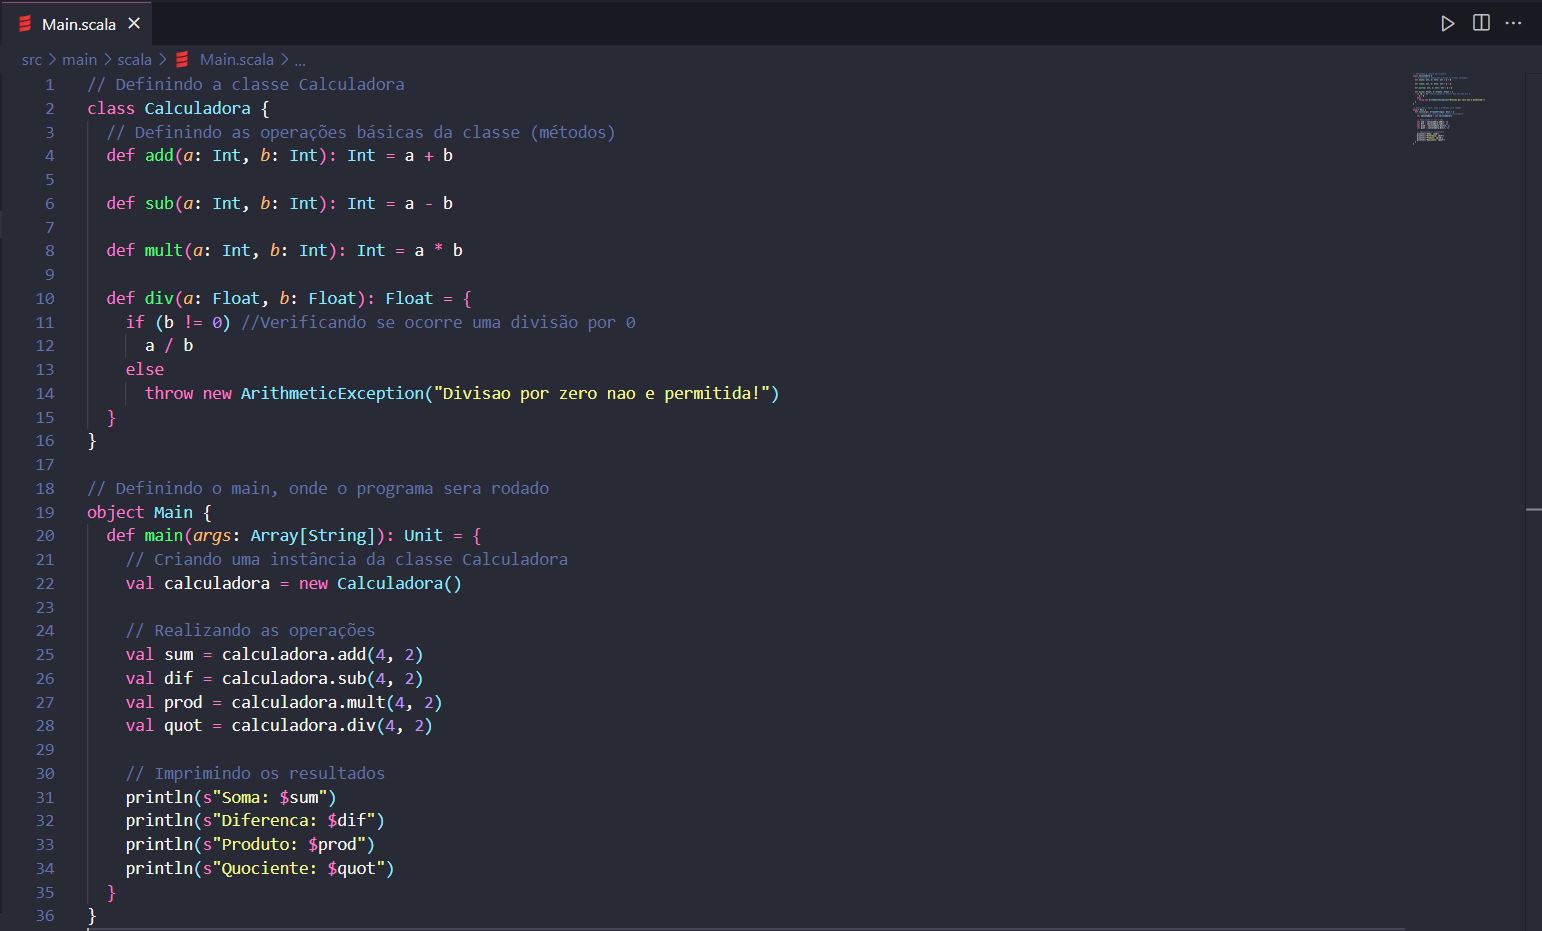 Main.scala
src > main > scala > Main.scala > ...
1 // Definindo a classe Calculadora
2 class Calculadora {
3   // Definindo as operações básicas da classe (métodos)
4   def add(a: Int, b: Int): Int = a + b
5
6   def sub(a: Int, b: Int): Int = a - b
7
8   def mult(a: Int, b: Int): Int = a * b
9
10   def div(a: Float, b: Float): Float = {
11     if (b != 0) //Verificando se ocorre uma divisão por 0
12       a / b
13     else
14       throw new ArithmeticException("Divisao por zero nao e permitida!")
15   }
16 }
17
18 // Definindo o main, onde o programa sera rodado
19 object Main {
20   def main(args: Array[String]): Unit = {
21     // Criando uma instância da classe Calculadora
22     val calculadora = new Calculadora()
23
24     // Realizando as operações
25     val sum = calculadora.add(4, 2)
26     val dif = calculadora.sub(4, 2)
27     val prod = calculadora.mult(4, 2)
28     val quot = calculadora.div(4, 2)
29
30     // Imprimindo os resultados
31     println(s"Soma: $sum")
32     println(s"Diferenca: $dif")
33     println(s"Produto: $prod")
34     println(s"Quociente: $quot")
35   }
36 }